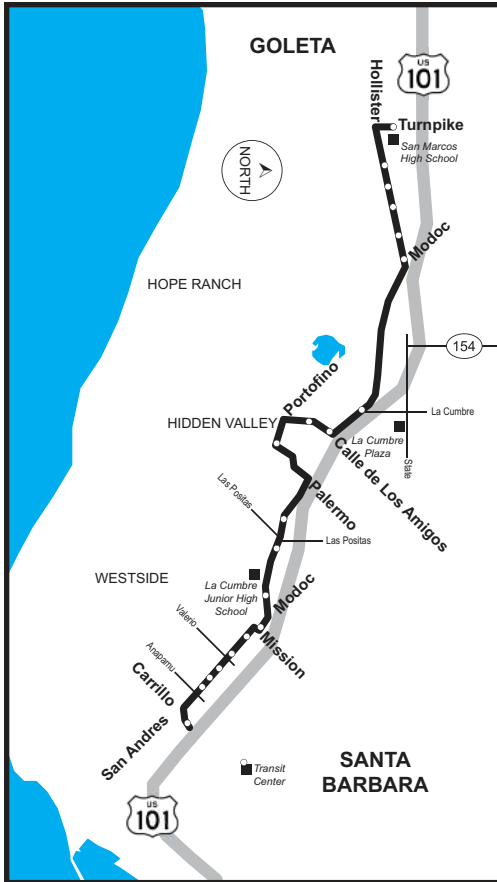 GOLETA
US
101
Hollister
Turnpike
San Marcos
High School
NORTH
Modoc
HOPE RANCH
154
Portofino
La Cumbre
HIDDEN VALLEY
La Cumbre
Plaza
State
Calle de Los Amigos
Las Positas
Palermo
Las Positas
WESTSIDE
La Cumbre
Junior High
School
Modoc
Valerio
Mission
Anapamu
Carrillo
San Andres
SANTA
BARBARA
Transit
Center
US
101